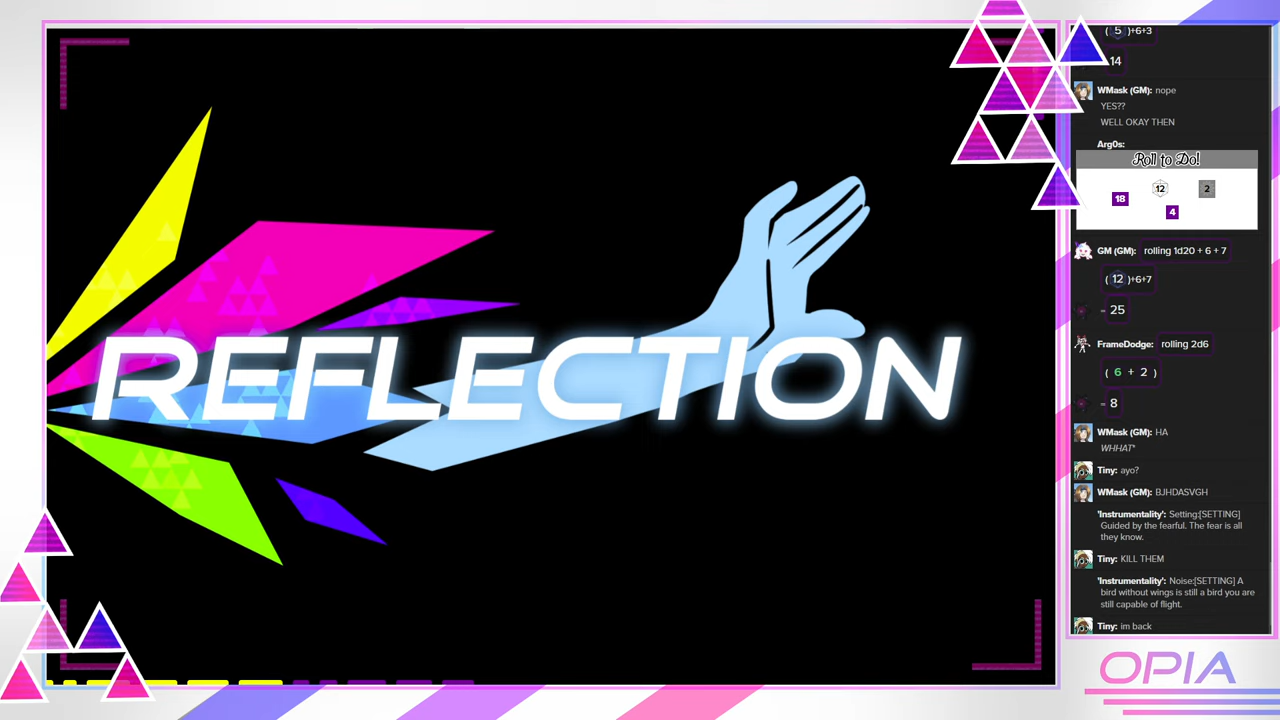 REFLECTION
( 5 )+6+3
14
WMask (GM): nope
YES??
WELL OKAY THEN
Arg0s:
Roll to Do!
18 12 2
4
GM (GM): rolling 1d20 + 6 + 7
( 12 )+6+7
= 25
FrameDodge: rolling 2d6
( 6 + 2 )
= 8
WMask (GM): HA
WHHAT*
Tiny: ayo?
WMask (GM): BJHDASVGH
'Instrumentality': Setting:[SETTING]
Guided by the fearful. The fear is all
they know.
Tiny: KILL THEM
'Instrumentality': Noise:[SETTING] A
bird without wings is still a bird you are
still capable of flight.
Tiny: im back
OPIA